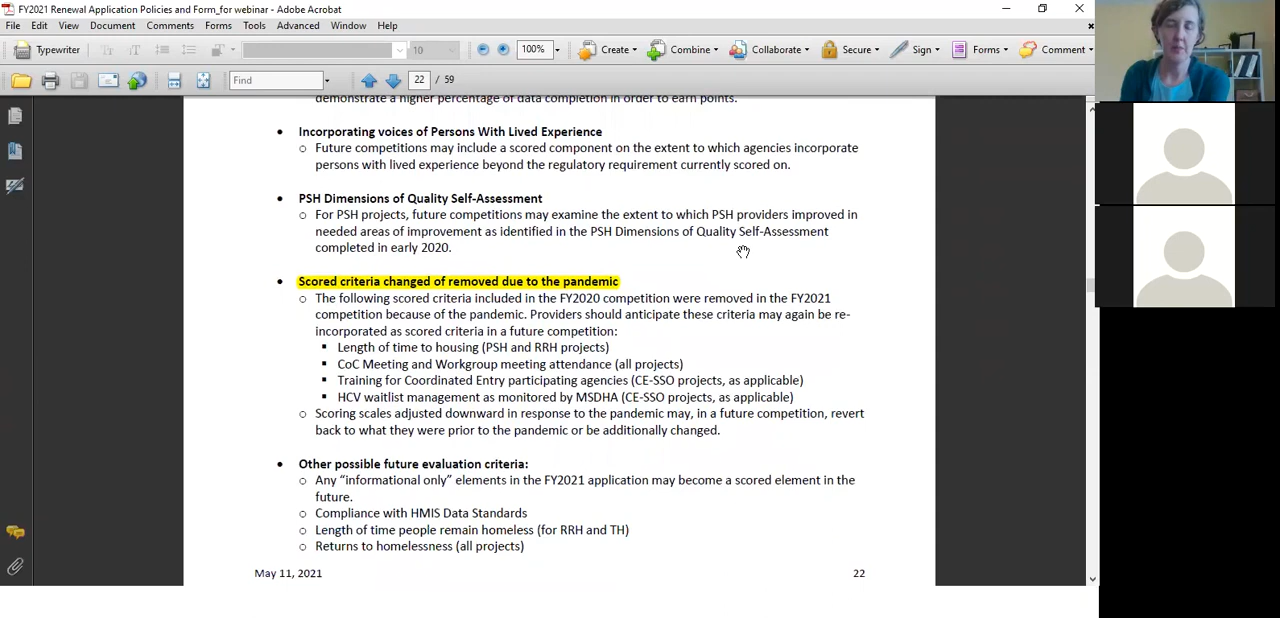 FY2021 Renewal Application Policies and Form_for webinar - Adobe Acrobat
File Edit View Document Comments Forms Tools Advanced Window Help
Typewriter 10 100% Create Combine Collaborate Secure Sign Forms Comment
Find 22 / 59
demonstrate a higher percentage of data completion in order to earn points.
• Incorporating voices of Persons With Lived Experience
○ Future competitions may include a scored component on the extent to which agencies incorporate
persons with lived experience beyond the regulatory requirement currently scored on.
• PSH Dimensions of Quality Self-Assessment
○ For PSH projects, future competitions may examine the extent to which PSH providers improved in
needed areas of improvement as identified in the PSH Dimensions of Quality Self-Assessment
completed in early 2020.
• Scored criteria changed of removed due to the pandemic
○ The following scored criteria included in the FY2020 competition were removed in the FY2021
competition because of the pandemic. Providers should anticipate these criteria may again be re-
incorporated as scored criteria in a future competition:
▪ Length of time to housing (PSH and RRH projects)
▪ CoC Meeting and Workgroup meeting attendance (all projects)
▪ Training for Coordinated Entry participating agencies (CE-SSO projects, as applicable)
▪ HCV waitlist management as monitored by MSDHA (CE-SSO projects, as applicable)
○ Scoring scales adjusted downward in response to the pandemic may, in a future competition, revert
back to what they were prior to the pandemic or be additionally changed.
• Other possible future evaluation criteria:
○ Any “informational only” elements in the FY2021 application may become a scored element in the
future.
○ Compliance with HMIS Data Standards
○ Length of time people remain homeless (for RRH and TH)
○ Returns to homelessness (all projects)
May 11, 2021 22